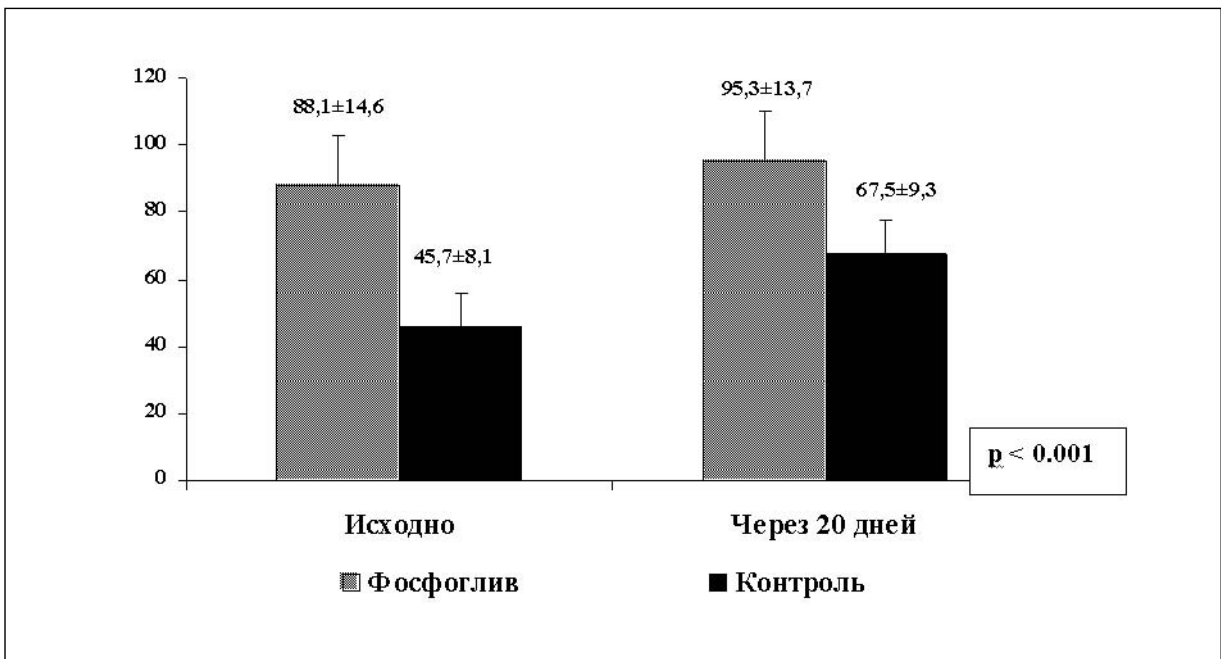 120
100
80
60
40
20
0
88,1±14,6
45,7±8,1
95,3±13,7
67,5±9,3
p < 0.001
Исходно
Через 20 дней
Фосфоглив
Контроль